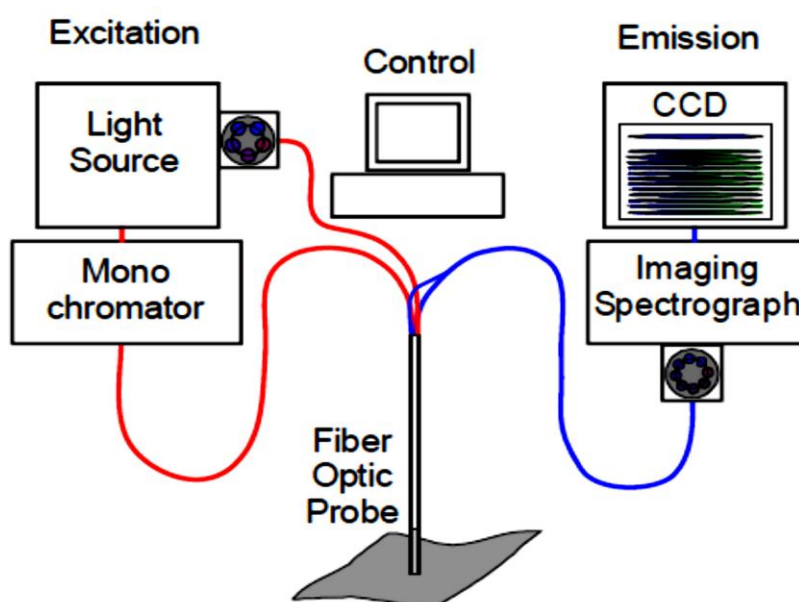 Excitation
Control
Emission
Light
Source
CCD
Mono
chromator
Imaging
Spectrograph
Fiber
Optic
Probe